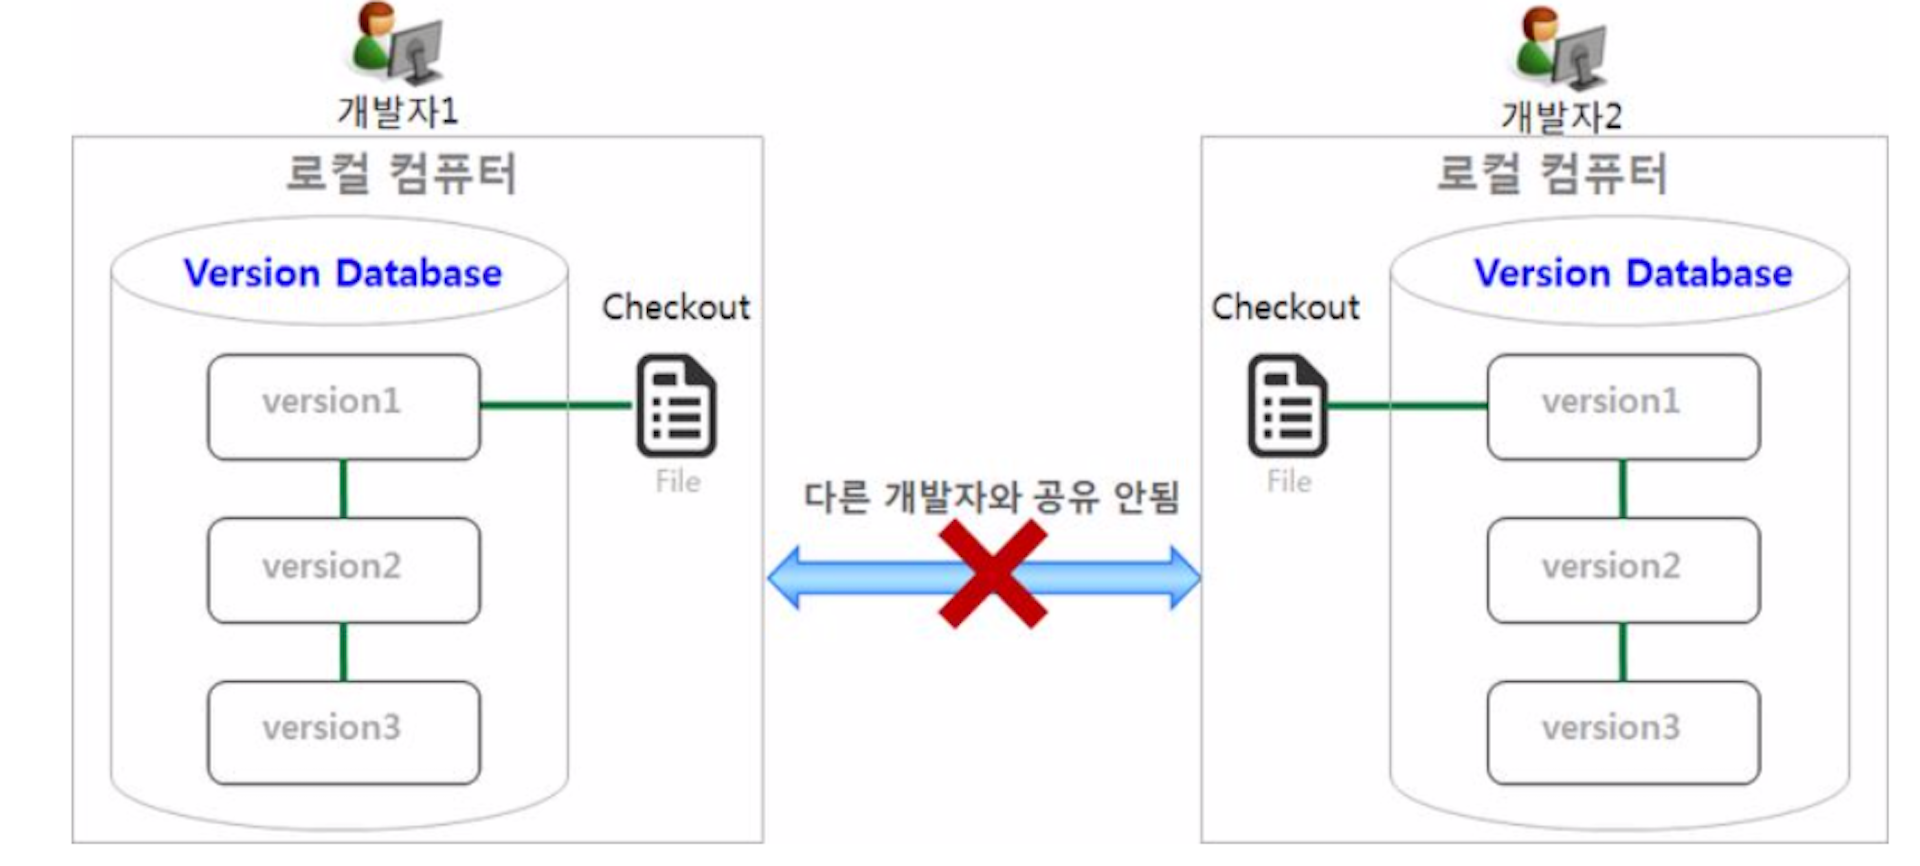 개발자1
로컬 컴퓨터
Version Database
Checkout
version1
File
version2
version3
다른 개발자와 공유 안됨
개발자2
로컬 컴퓨터
Version Database
Checkout
version1
File
version2
version3